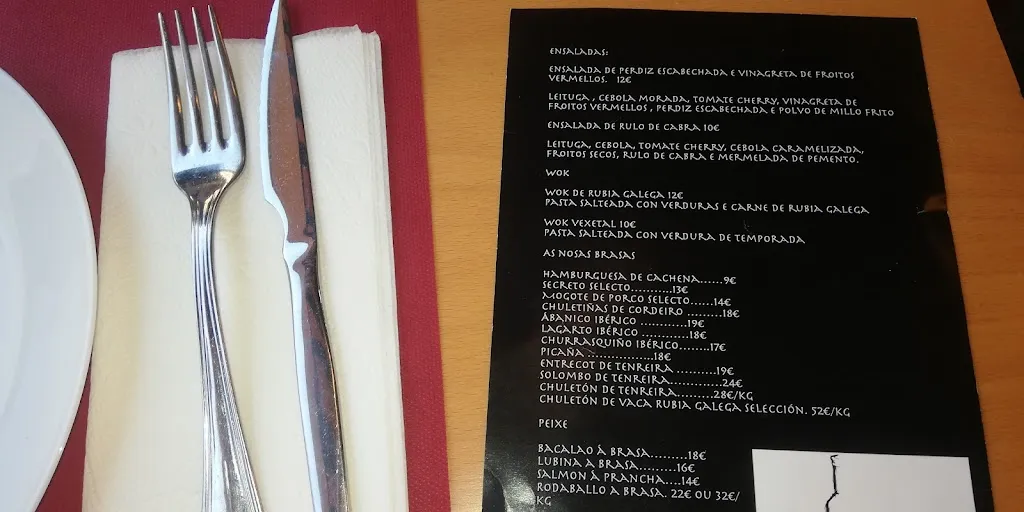 ENSALADAS:
ENSALADA DE PERDIZ ESCABECHADA E VINAGRETA DE FROITOS
VERMELLOS. 12€
LEITUGA , CEBOLA MORADA, TOMATE CHERRY, VINAGRETA DE
FROITOS VERMELLOS , PERDIZ ESCABECHADA E POLVO DE MILLO FRITO
ENSALADA DE RULO DE CABRA 10€
LEITUGA, CEBOLA, TOMATE CHERRY, CEBOLA CARAMELIZADA,
FROITOS SECOS, RULO DE CABRA E MERMELADA DE PEMENTO.
WOK
WOK DE RUBIA GALEGA 12€
PASTA SALTEADA CON VERDURAS E CARNE DE RUBIA GALEGA
WOK VEXETAL 10€
PASTA SALTEADA CON VERDURA DE TEMPORADA
AS NOSAS BRASAS
HAMBURGUESA DE CACHENA......9€
SECRETO SELECTO..........13€
MOGOTE DE PORCO SELECTO......14€
CHULETIÑAS DE CORDEIRO .........18€
ÁBANICO IBÉRICO ............19€
LAGARTO IBÉRICO ............18€
CHURRASQUIÑO IBÉRICO........17€
PICAÑA ..................18€
ENTRECOT DE TENREIRA ..........19€
SOLOMBO DE TENREIRA............24€
CHULETÓN DE TENREIRA.........28€/KG
CHULETÓN DE VACA RUBIA GALEGA SELECCIÓN. 52€/KG
PEIXE
BACALAO Á BRASA.........18€
LUBINA A BRASA.........16€
SALMON Á PRANCHA....14€
RODABALLO A BRASA. 22€ OU 32€/
KG